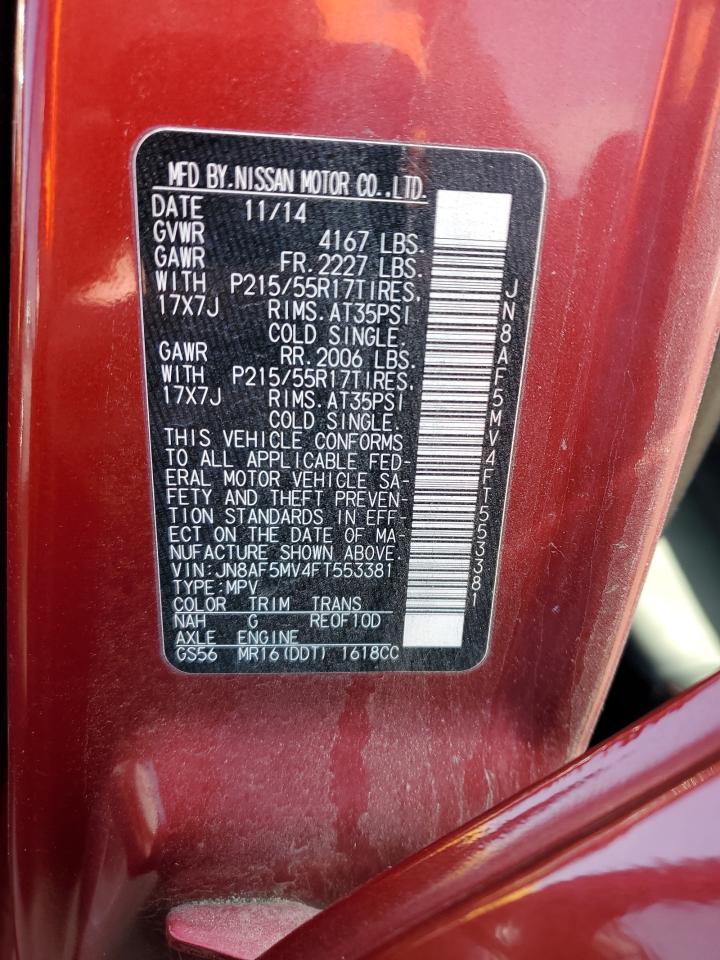 MFD BY.NISSAN MOTOR CO.,LTD.
DATE 11/14
GVWR 4167 LBS.
GAWR FR.2227 LBS.
WITH P215/55R17TIRES.
17X7J RIMS.AT35PSI
COLD SINGLE.
GAWR RR.2006 LBS.
WITH P215/55R17TIRES.
17X7J RIMS.AT35PSI
COLD SINGLE.
THIS VEHICLE CONFORMS
TO ALL APPLICABLE FED-
ERAL MOTOR VEHICLE SA-
FETY AND THEFT PREVEN-
TION STANDARDS IN EFF-
ECT ON THE DATE OF MA-
NUFACTURE SHOWN ABOVE.
VIN:JN8AF5MV4FT553381
TYPE:MPV
COLOR TRIM TRANS
NAH G RE0F10D
AXLE ENGINE
GS56 MR16(DDT) 1618CC
JN8AF5MV4FT553381